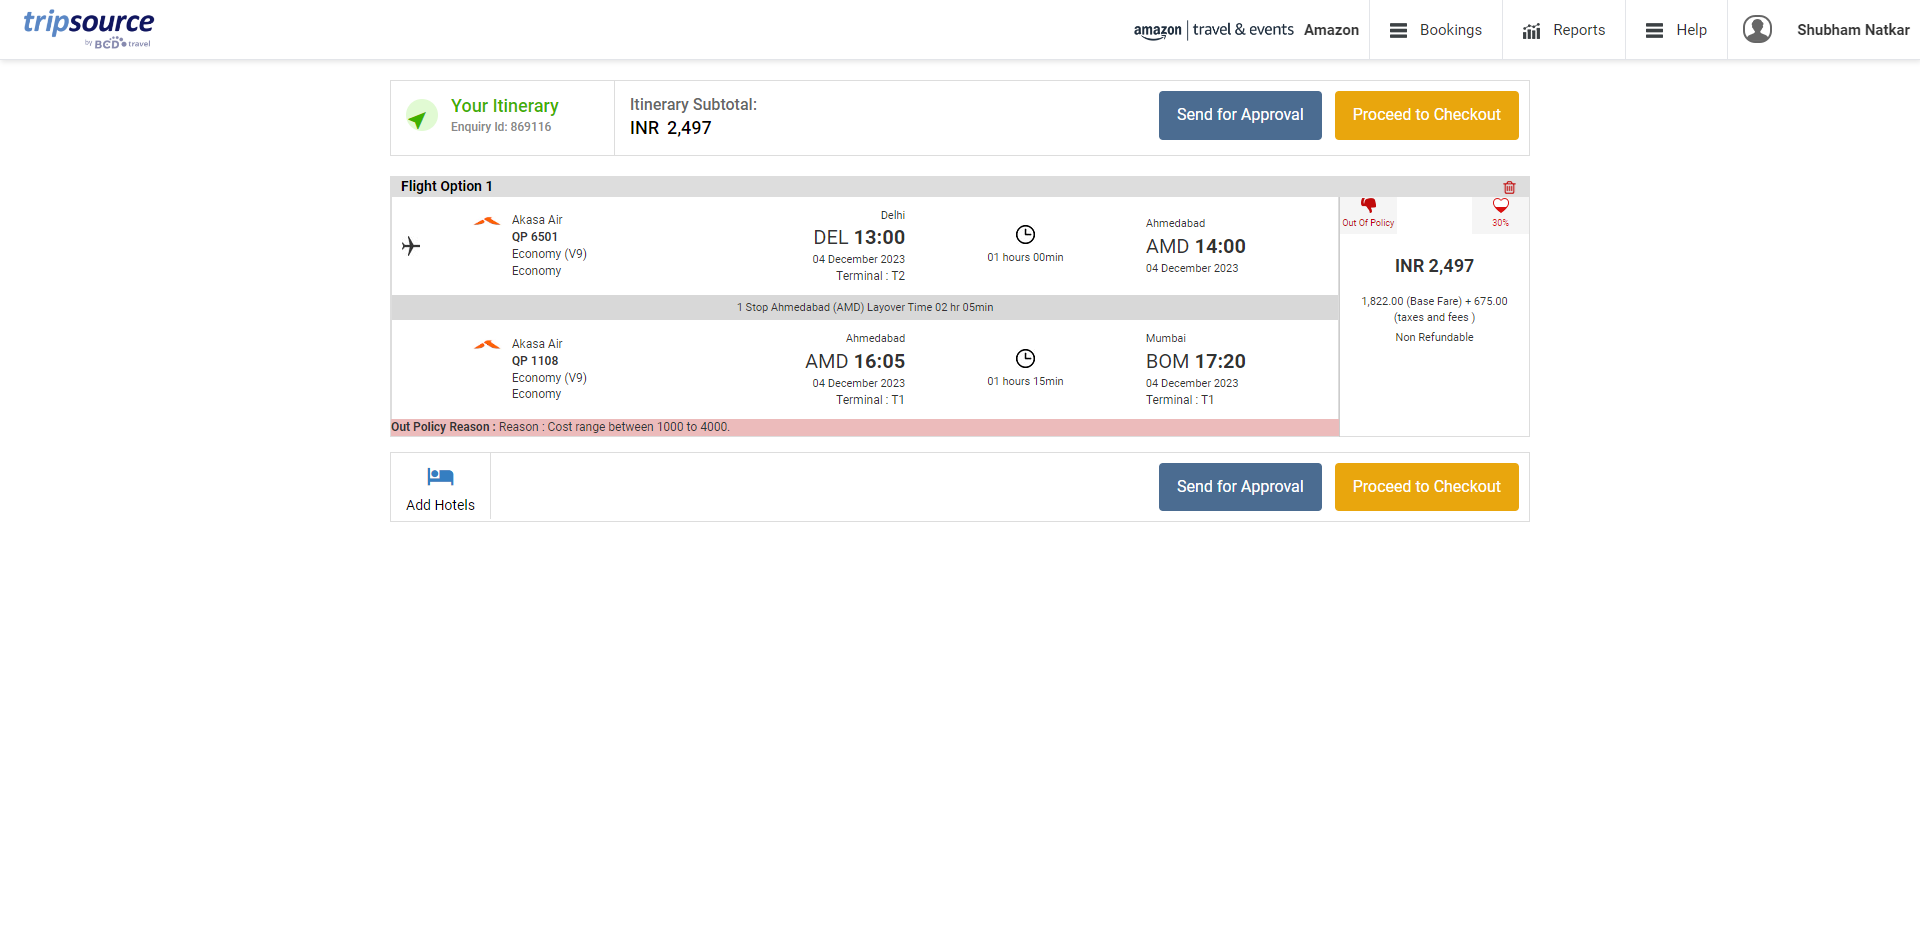 tripsource
by BCD travel
amazon travel & events Amazon
Bookings
Reports
Help
Shubham Natkar
Your Itinerary
Enquiry Id: 869116
Itinerary Subtotal:
INR 2,497
Send for Approval
Proceed to Checkout
Flight Option 1
Akasa Air
QP 6501
Economy (V9)
Economy
Delhi
DEL 13:00
04 December 2023
Terminal : T2
01 hours 00min
Ahmedabad
AMD 14:00
04 December 2023
Out Of Policy
30%
INR 2,497
1,822.00 (Base Fare) + 675.00
(taxes and fees )
Non Refundable
1 Stop Ahmedabad (AMD) Layover Time 02 hr 05min
Akasa Air
QP 1108
Economy (V9)
Economy
Ahmedabad
AMD 16:05
04 December 2023
Terminal : T1
01 hours 15min
Mumbai
BOM 17:20
04 December 2023
Terminal : T1
Out Policy Reason : Reason : Cost range between 1000 to 4000.
Add Hotels
Send for Approval
Proceed to Checkout